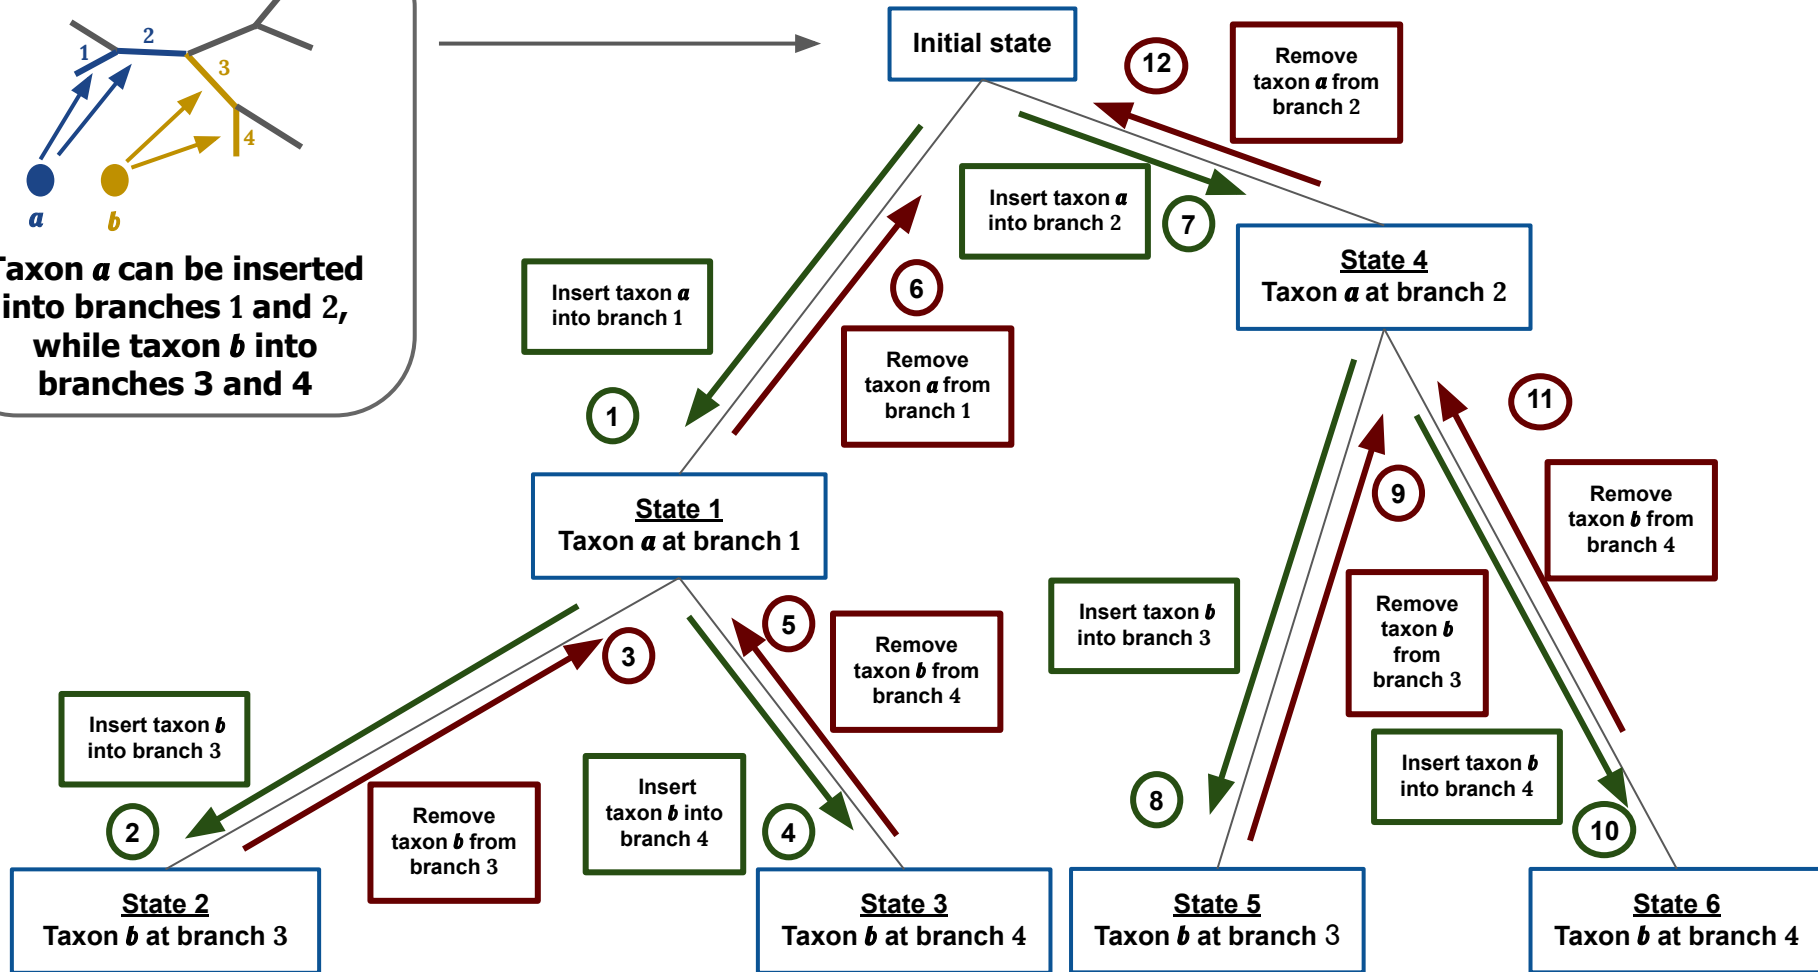 1
2
3
4
a
b
Taxon a can be inserted
into branches 1 and 2,
while taxon b into
branches 3 and 4
Initial state
12
Remove
taxon a from
branch 2
Insert taxon a
into branch 2
7
State 4
Taxon a at branch 2
Insert taxon a
into branch 1
1
6
Remove
taxon a from
branch 1
State 1
Taxon a at branch 1
11
Remove
taxon b from
branch 4
9
Remove
taxon b
from
branch 3
Insert taxon b
into branch 3
8
Insert taxon b
into branch 4
10
5
Remove
taxon b from
branch 4
3
Insert taxon b
into branch 3
2
Remove
taxon b from
branch 3
Insert
taxon b into
branch 4
4
State 2
Taxon b at branch 3
State 3
Taxon b at branch 4
State 5
Taxon b at branch 3
State 6
Taxon b at branch 4